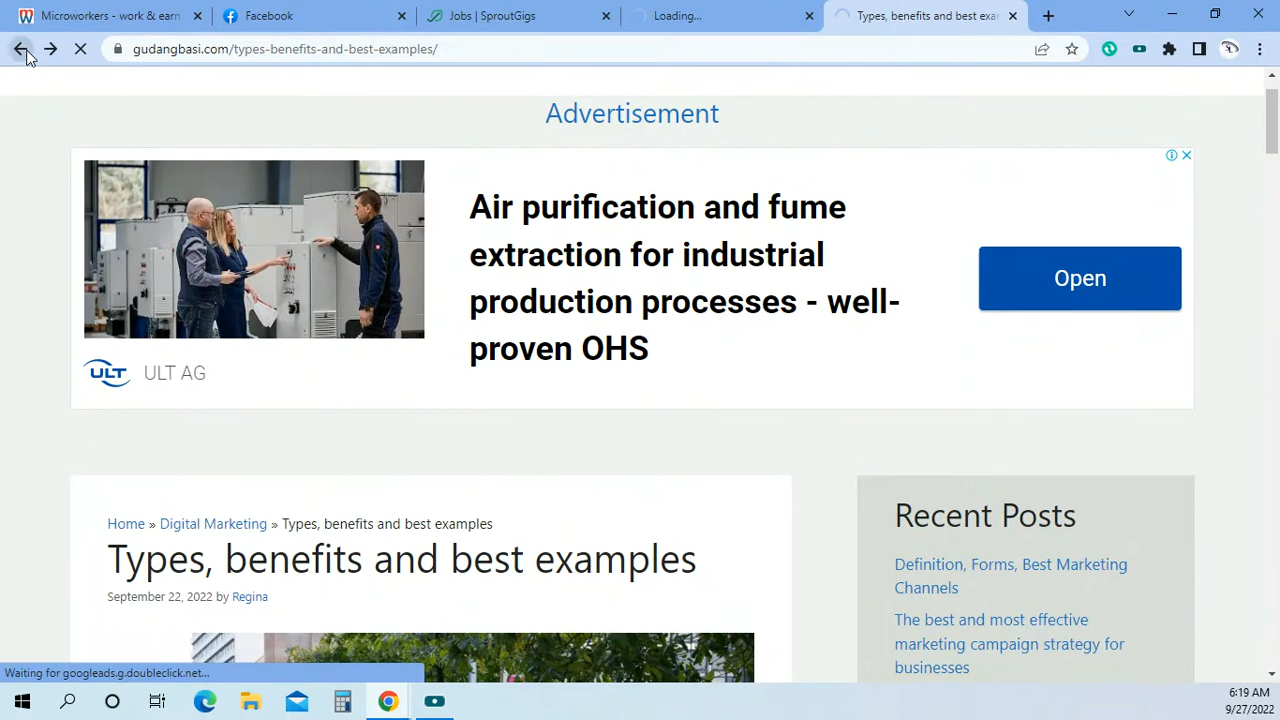 Microworkers - work & earn
Facebook
Jobs | SproutGigs
Loading...
Types, benefits and best exa
gudangbasi.com/types-benefits-and-best-examples/
Advertisement
Air purification and fume
extraction for industrial
production processes - well-
proven OHS
Open
ULT
ULT AG
Home » Digital Marketing » Types, benefits and best examples
Types, benefits and best examples
September 22, 2022 by Regina
Recent Posts
Definition, Forms, Best Marketing
Channels
The best and most effective
marketing campaign strategy for
businesses
Waiting for googleads.g.doubleclick.net...
6:19 AM
9/27/2022